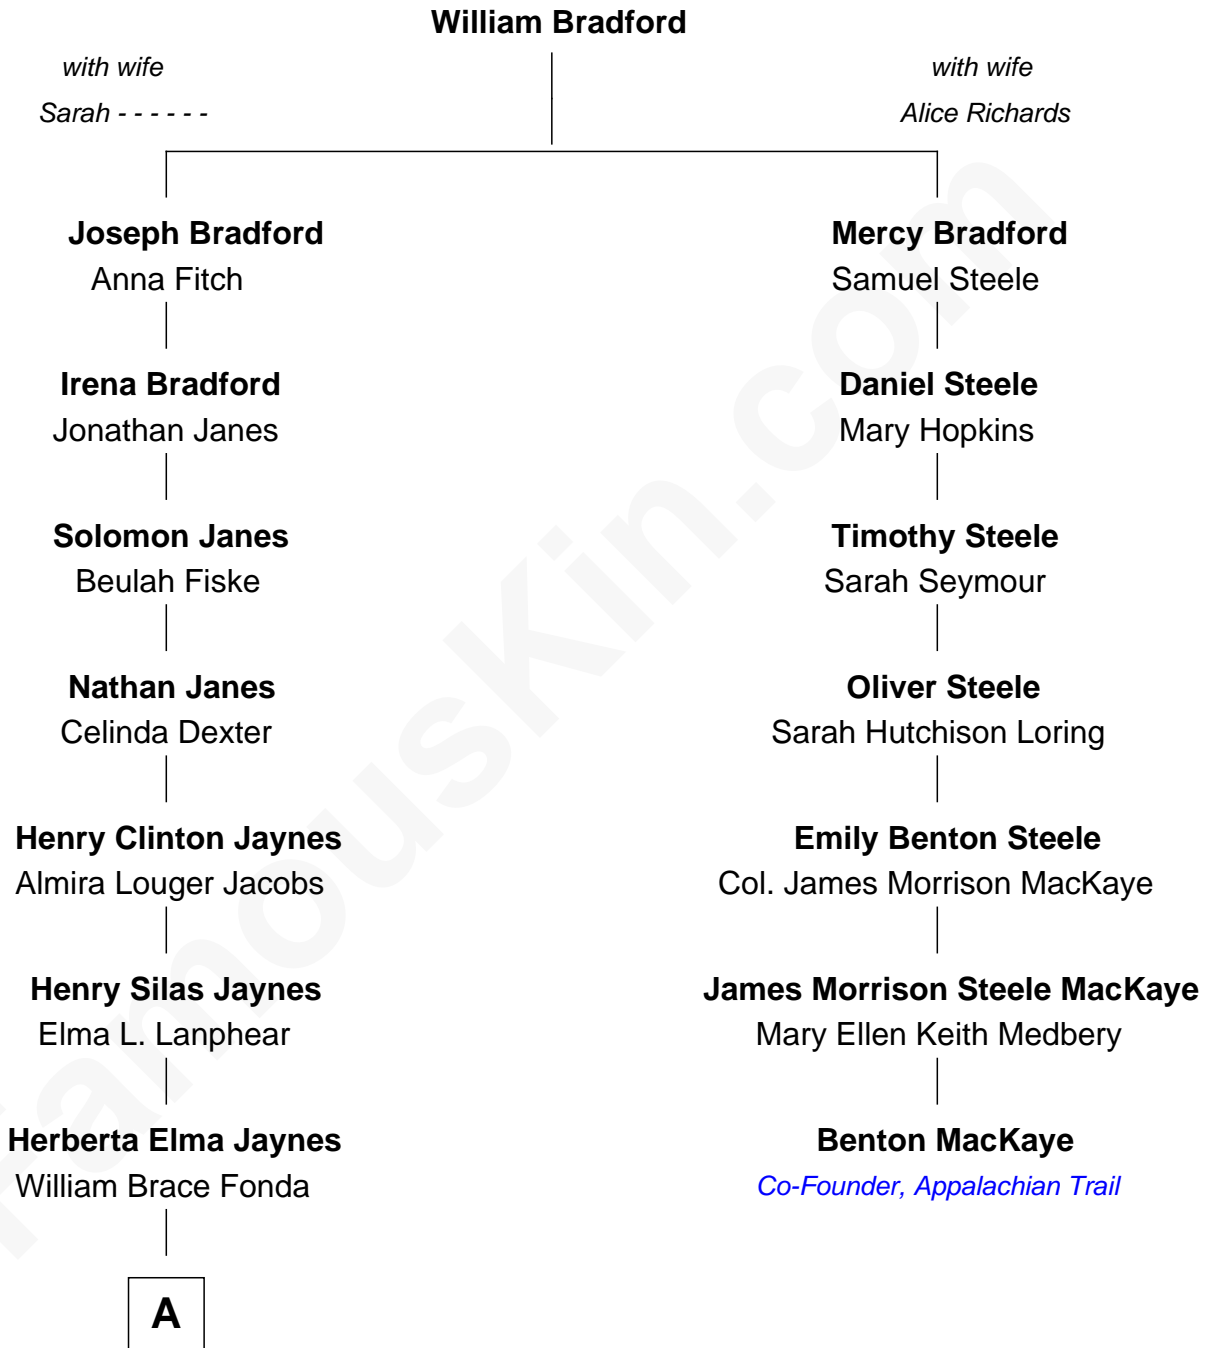 William Bradford
with wife
Sarah - - - - - -
with wife
Alice Richards
Joseph Bradford
Anna Fitch
Mercy Bradford
Samuel Steele
Irena Bradford
Jonathan Janes
Daniel Steele
Mary Hopkins
Solomon Janes
Beulah Fiske
Timothy Steele
Sarah Seymour
Nathan Janes
Celinda Dexter
Oliver Steele
Sarah Hutchison Loring
Henry Clinton Jaynes
Almira Louger Jacobs
Emily Benton Steele
Col. James Morrison MacKaye
Henry Silas Jaynes
Elma L. Lanphear
James Morrison Steele MacKaye
Mary Ellen Keith Medbery
Herberta Elma Jaynes
William Brace Fonda
Benton MacKaye
Co-Founder, Appalachian Trail
A
FamousKin.com